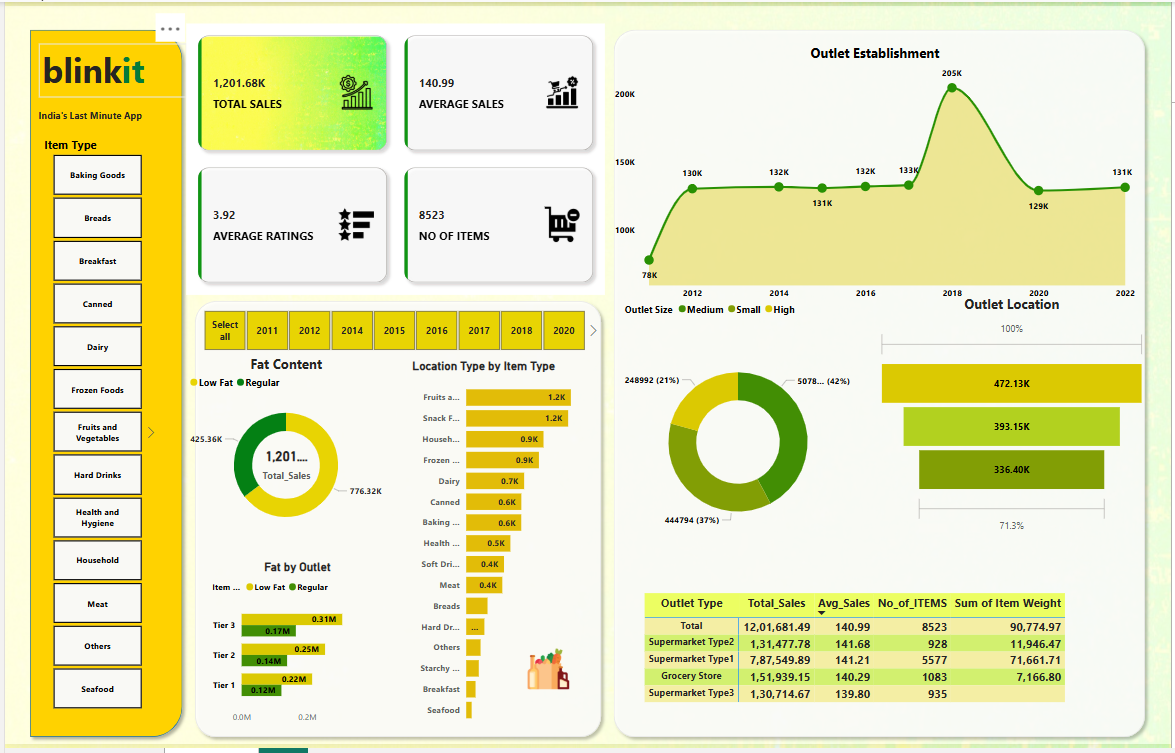 blinkit
India's Last Minute App
Item Type
Baking Goods
Breads
Breakfast
Canned
Dairy
Frozen Foods
Fruits and
Vegetables
Hard Drinks
Health and
Hygiene
Household
Meat
Others
Seafood
1,201.68K
TOTAL SALES
140.99
AVERAGE SALES
3.92
AVERAGE RATINGS
8523
NO OF ITEMS
Select
all
2011
2012
2014
2015
2016
2017
2018
2020
Fat Content
Low Fat
Regular
425.36K
1,201....
Total_Sales
776.32K
Fat by Outlet
Item ...
Low Fat
Regular
Tier 3
0.31M
0.17M
Tier 2
0.25M
0.14M
Tier 1
0.22M
0.12M
0.0M
0.2M
Location Type by Item Type
Fruits a...
1.2K
Snack F...
1.2K
Househ...
0.9K
Frozen ...
0.9K
Dairy
0.7K
Canned
0.6K
Baking ...
0.6K
Health ...
0.5K
Soft Dri...
0.4K
Meat
0.4K
Breads
Hard Dr...
...
Others
Starchy ...
Breakfast
Seafood
Outlet Establishment
200K
150K
100K
78K
130K
132K
131K
132K
133K
205K
129K
131K
2012
2014
2016
2018
2020
2022
Outlet Size
Medium
Small
High
248992 (21%)
5078... (42%)
444794 (37%)
Outlet Location
100%
472.13K
393.15K
336.40K
71.3%
Outlet Type Total_Sales Avg_Sales No_of_ITEMS Sum of Item Weight
Total 12,01,681.49 140.99 8523 90,774.97
Supermarket Type2 1,31,477.78 141.68 928 11,946.47
Supermarket Type1 7,87,549.89 141.21 5577 71,661.71
Grocery Store 1,51,939.15 140.29 1083 7,166.80
Supermarket Type3 1,30,714.67 139.80 935